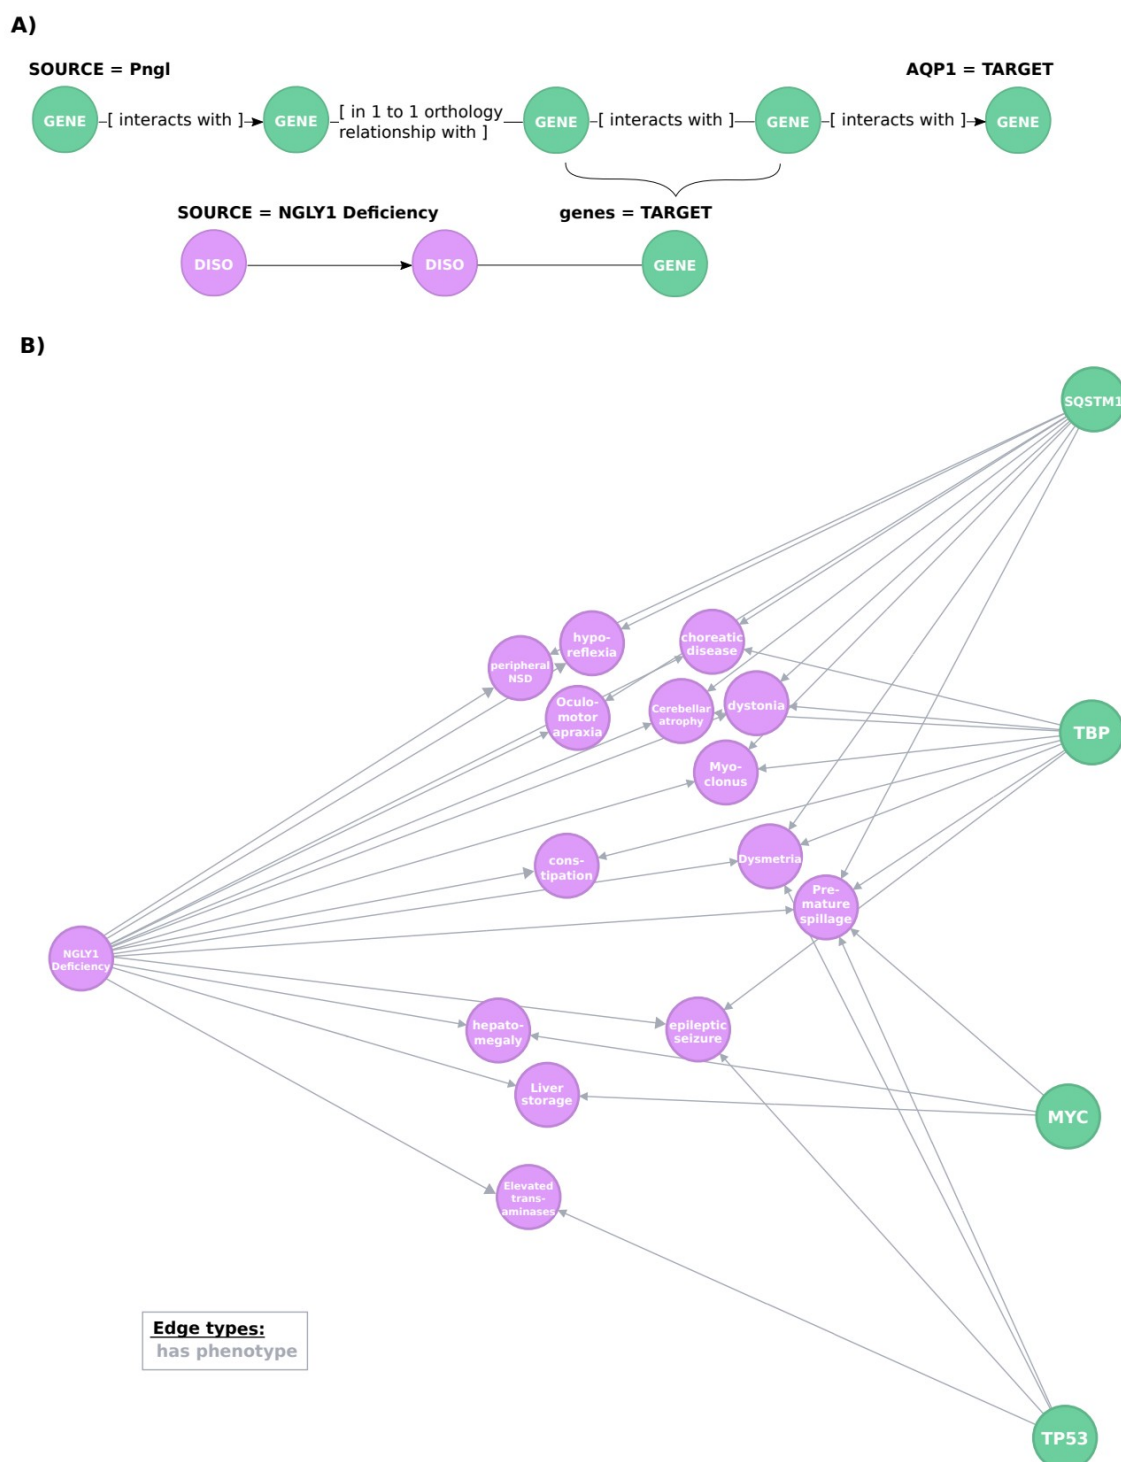 A)
SOURCE = Pngl
AQP1 = TARGET
GENE
[ interacts with ]
GENE
[ in 1 to 1 orthology
relationship with ]
GENE
[ interacts with ]
GENE
[ interacts with ]
GENE
SOURCE = NGLY1 Deficiency
genes = TARGET
DISO
DISO
GENE
B)
SQSTM1
hypo-
reflexia
choreatic
disease
peripheral
NSD
Oculo-
motor
apraxia
Cerebellar
atrophy
dystonia
TBP
Myo-
clonus
cons-
tipation
Dysmetria
Pre-
mature
spillage
NGLY1
Deficiency
hepato-
megaly
epileptic
seizure
Liver
storage
MYC
Elevated
trans-
aminases
Edge types:
has phenotype
TP53